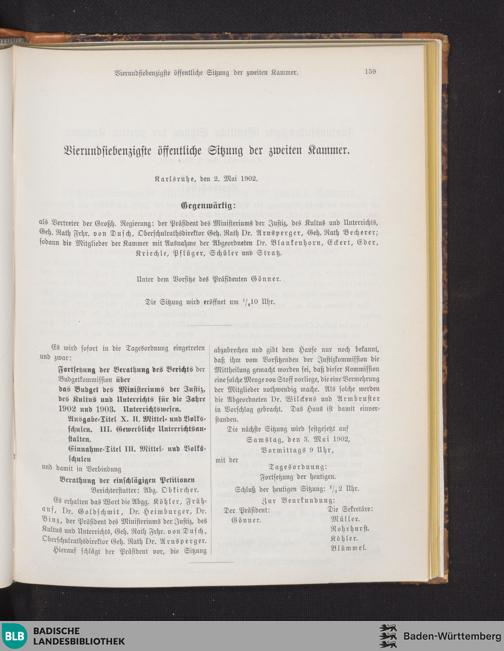 Vierundsiebenzigste öffentliche Sitzung der zweiten Kammer. 159
Vierundsiebenzigste öffentliche Sitzung der zweiten Kammer.
Karlsruhe, den 2. Mai 1902.
Gegenwärtig:
als Vertreter der Großh. Regierung: der Präsident des Ministeriums der Justiz, des Kultus und Unterrichts,
Geh. Rath Frhr. von Dusch, Oberschulrathsdirektor Geh. Rath Dr. Arnsperger, Geh. Rath Becherer;
sodann die Mitglieder der Kammer mit Ausnahme der Abgeordneten Dr. Blankenhorn, Eckert, Eder,
Kriechle, Pflüger, Schüler und Straub.
Unter dem Vorsitze des Präsidenten Gönner.
Die Sitzung wird eröffnet um 1/410 Uhr.
Es wird sofort in die Tagesordnung eingetreten
und zwar:
Fortsetzung der Berathung des Berichts der
Budgetkommission über
das Budget des Ministeriums der Justiz,
des Kultus und Unterrichts für die Jahre
1902 und 1903. Unterrichtswesen.
Ausgabe-Titel X. II. Mittel- und Volks-
schulen. III. Gewerbliche Unterrichtsan-
stalten.
Einnahme-Titel III. Mittel- und Volks-
schulen
und damit in Verbindung
Berathung der einschlägigen Petitionen
Berichterstatter: Abg. Obkircher.
Es erhalten das Wort die Abgg. Köhler, Früh-
auf, Dr. Goldschmit, Dr. Heimburger, Dr.
Binz, der Präsident des Ministeriums der Justiz, des
Kultus und Unterrichts, Geh. Rath Frhr. von Dusch,
Oberschulrathsdirektor Geh. Rath Dr. Arnsperger.
Hierauf schlägt der Präsident vor, die Sitzung
abzubrechen und gibt dem Hause nur noch bekannt,
daß ihm vom Vorsitzenden der Justizkommission die
Mittheilung gemacht worden sei, daß dieser Kommission
eine solche Menge von Stoff vorliege, die eine Vermehrung
der Mitglieder nothwendig mache. Als solche werden
die Abgeordneten Dr. Wilckens und Armbruster
in Vorschlag gebracht. Das Haus ist damit einver-
standen.
Die nächste Sitzung wird festgesetzt auf
Samstag, den 3. Mai 1902,
Vormittags 9 Uhr,
mit der
Tagesordnung:
Fortsetzung der heutigen.
Schluß der heutigen Sitzung: 1/22 Uhr.
Zur Beurkundung:
Der Präsident: Die Sekretäre:
Gönner. Müller.
Rohrhurst.
Köhler.
Blümmel.
BLB BADISCHE
LANDESBIBLIOTHEK
Baden-Württemberg